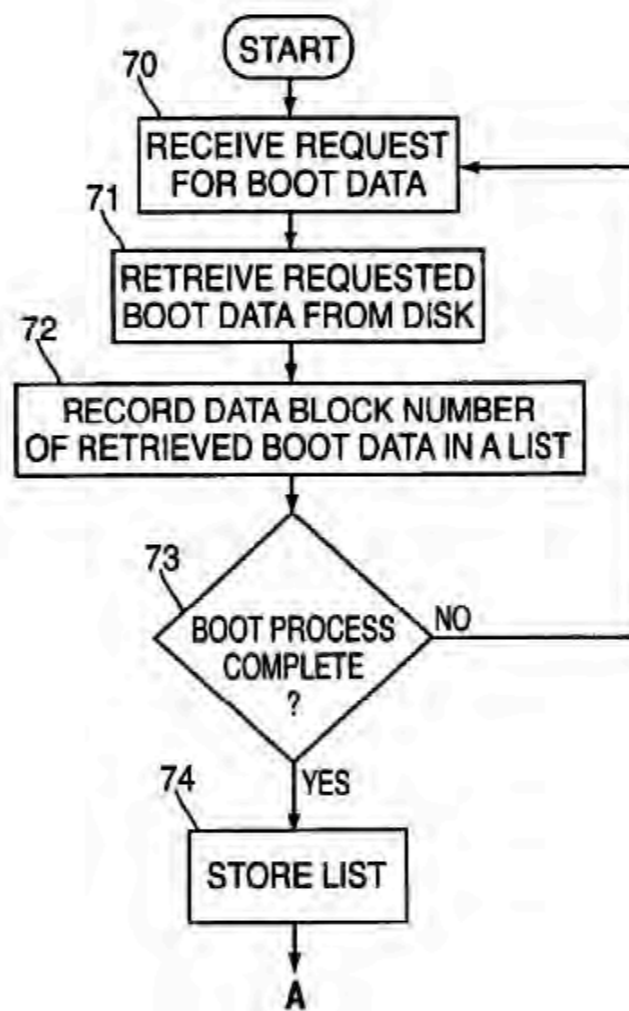 START
70
RECEIVE REQUEST
FOR BOOT DATA
71
RETREIVE REQUESTED
BOOT DATA FROM DISK
72
RECORD DATA BLOCK NUMBER
OF RETRIEVED BOOT DATA IN A LIST
73
BOOT PROCESS
COMPLETE
?
NO
YES
74
STORE LIST
A